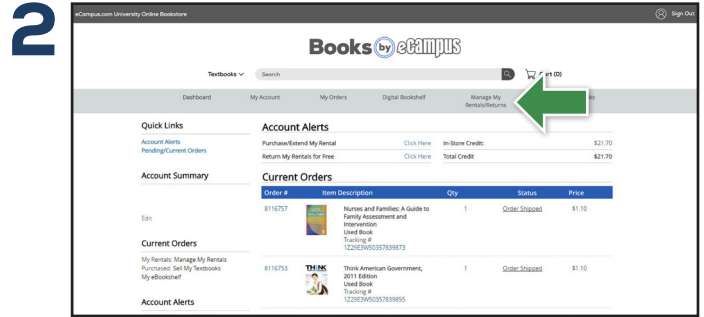 2
eCampus.com University Online Bookstore
Sign Out
Books by eCampus
Textbooks
Search
Cart (0)
Dashboard
My Account
My Orders
Digital Bookshelf
Manage My
Rentals/Returns
Quick Links
Account Alerts
Pending/Current Orders
Account Summary
Edit
Current Orders
My Rentals: Manage My Rentals
Purchased: Sell My Textbooks
My eBookshelf
Account Alerts
Account Alerts
Purchase/Extend My Rental Click Here In-Store Credit: $21.70
Return My Rentals for Free Click Here Total Credit $21.70
Current Orders
Order # Item Description Qty Status Price
8116757 Nurses and Families: A Guide to 1 Order Shipped $1.10
Family Assessment and
Intervention
Used Book
Tracking #
1Z29E3W50357839873
8116753 THINK Think American Government, 1 Order Shipped $1.10
2011 Edition
Used Book
Tracking #
1Z29E3W50357839855